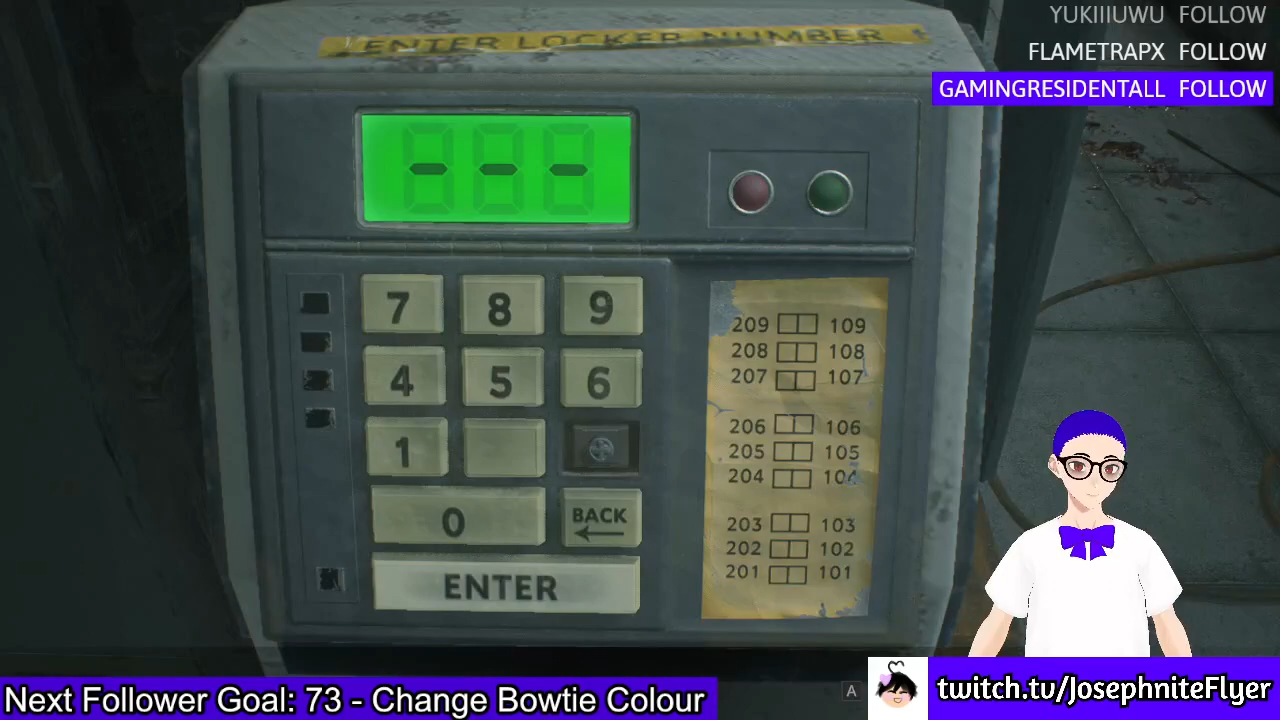 YUKIIIUWU FOLLOW
FLAMETRAPX FOLLOW
GAMINGRESIDENTALL FOLLOW
ENTER LOCKER NUMBER
---
7 8 9
4 5 6
1
0 BACK
ENTER
209 109
208 108
207 107
206 106
205 105
204 104
203 103
202 102
201 101
A
Next Follower Goal: 73 - Change Bowtie Colour
twitch.tv/JosephniteFlyer